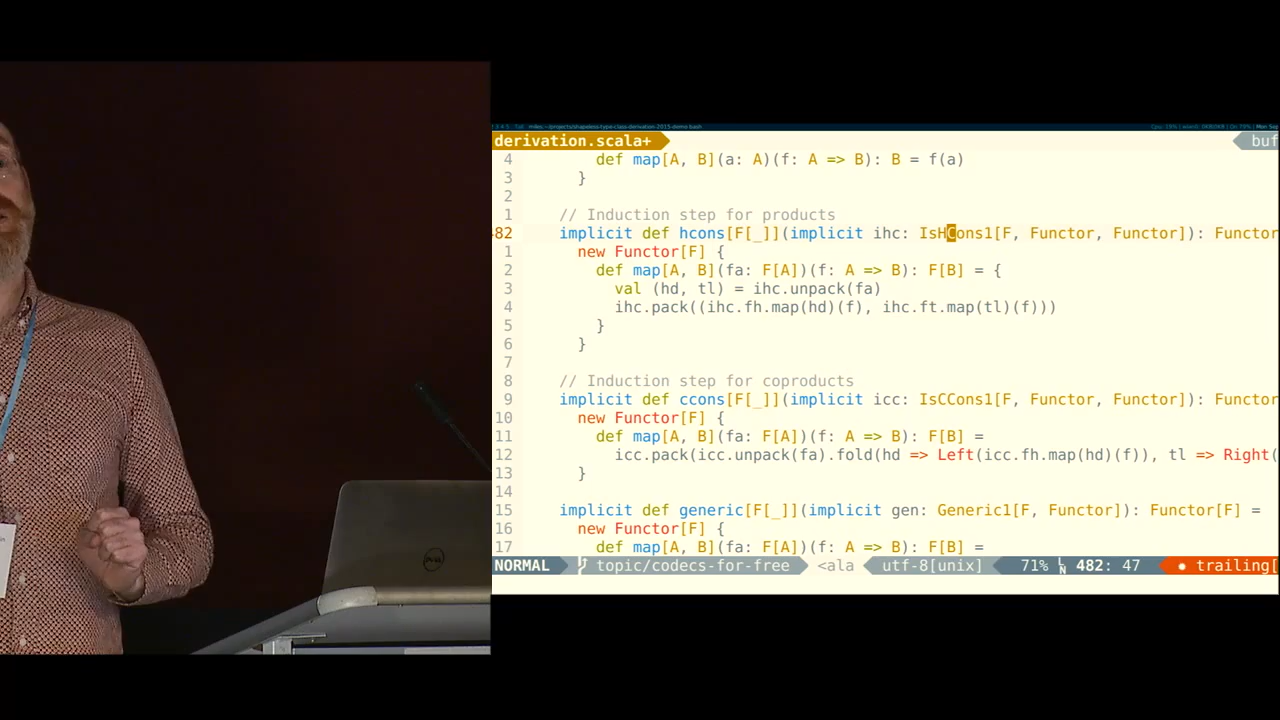 derivation.scala+
buf
4 def map[A, B](a: A)(f: A => B): B = f(a)
3 }
2
1 // Induction step for products
482 implicit def hcons[F[_]](implicit ihc: IsHCons1[F, Functor, Functor]): Functor
1 new Functor[F] {
2 def map[A, B](fa: F[A])(f: A => B): F[B] = {
3 val (hd, tl) = ihc.unpack(fa)
4 ihc.pack((ihc.fh.map(hd)(f), ihc.ft.map(tl)(f)))
5 }
6 }
7
8 // Induction step for coproducts
9 implicit def ccons[F[_]](implicit icc: IsCCons1[F, Functor, Functor]): Functor
10 new Functor[F] {
11 def map[A, B](fa: F[A])(f: A => B): F[B] =
12 icc.pack(icc.unpack(fa).fold(hd => Left(icc.fh.map(hd)(f)), tl => Right(
13 }
14
15 implicit def generic[F[_]](implicit gen: Generic1[F, Functor]): Functor[F] =
16 new Functor[F] {
17 def map[A, B](fa: F[A])(f: A => B): F[B] =
NORMAL topic/codecs-for-free <ala utf-8[unix] 71% 482: 47 trailing[
DELL